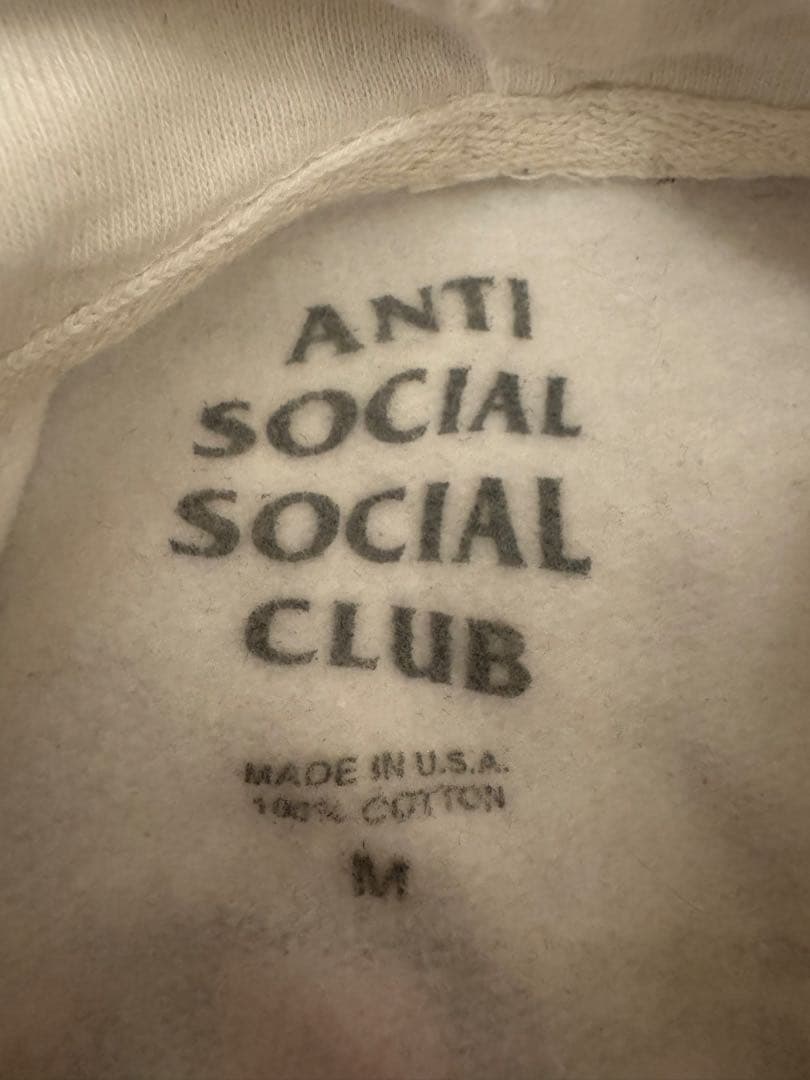 ANTI
SOCIAL
SOCIAL
CLUB
MADE IN U.S.A.
100% COTTON
M